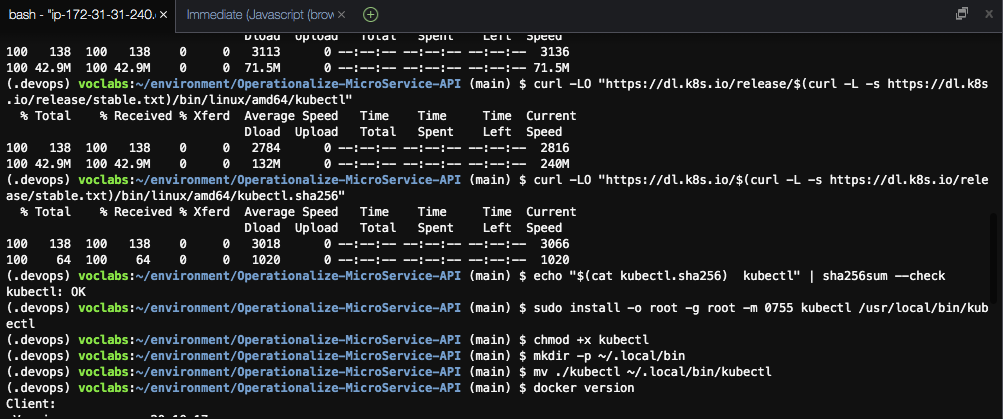 bash - "ip-172-31-31-240. × Immediate (Javascript (brow ×
Dload Upload Total Spent Left Speed
100 138 100 138 0 0 3113 0 --:--:-- --:--:-- --:--:-- 3136
100 42.9M 100 42.9M 0 0 71.5M 0 --:--:-- --:--:-- --:--:-- 71.5M
(.devops) voclabs:~/environment/Operationalize-MicroService-API (main) $ curl -LO "https://dl.k8s.io/release/$(curl -L -s https://dl.k8s
.io/release/stable.txt)/bin/linux/amd64/kubectl"
% Total % Received % Xferd Average Speed Time Time Time Current
Dload Upload Total Spent Left Speed
100 138 100 138 0 0 2784 0 --:--:-- --:--:-- --:--:-- 2816
100 42.9M 100 42.9M 0 0 132M 0 --:--:-- --:--:-- --:--:-- 240M
(.devops) voclabs:~/environment/Operationalize-MicroService-API (main) $ curl -LO "https://dl.k8s.io/$(curl -L -s https://dl.k8s.io/rele
ase/stable.txt)/bin/linux/amd64/kubectl.sha256"
% Total % Received % Xferd Average Speed Time Time Time Current
Dload Upload Total Spent Left Speed
100 138 100 138 0 0 3018 0 --:--:-- --:--:-- --:--:-- 3066
100 64 100 64 0 0 1020 0 --:--:-- --:--:-- --:--:-- 1020
(.devops) voclabs:~/environment/Operationalize-MicroService-API (main) $ echo "$(cat kubectl.sha256)  kubectl" | sha256sum --check
kubectl: OK
(.devops) voclabs:~/environment/Operationalize-MicroService-API (main) $ sudo install -o root -g root -m 0755 kubectl /usr/local/bin/kub
ectl
(.devops) voclabs:~/environment/Operationalize-MicroService-API (main) $ chmod +x kubectl
(.devops) voclabs:~/environment/Operationalize-MicroService-API (main) $ mkdir -p ~/.local/bin
(.devops) voclabs:~/environment/Operationalize-MicroService-API (main) $ mv ./kubectl ~/.local/bin/kubectl
(.devops) voclabs:~/environment/Operationalize-MicroService-API (main) $ docker version
Client: